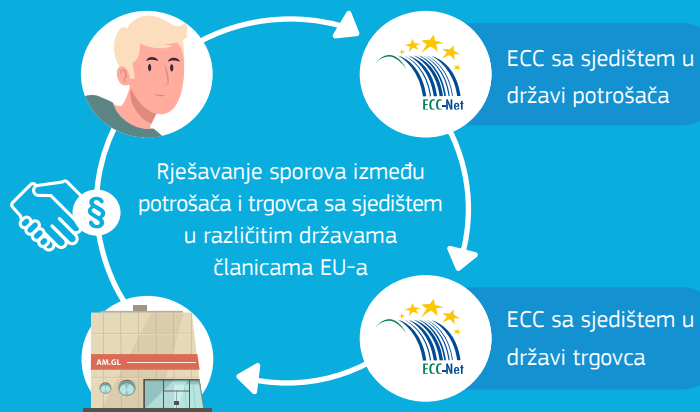 ECC-Net
ECC sa sjedištem u
državi potrošača
Rješavanje sporova između
potrošača i trgovca sa sjedištem
u različitim državama
članicama EU-a
§
ECC-Net
ECC sa sjedištem u
državi trgovca
AM.GL